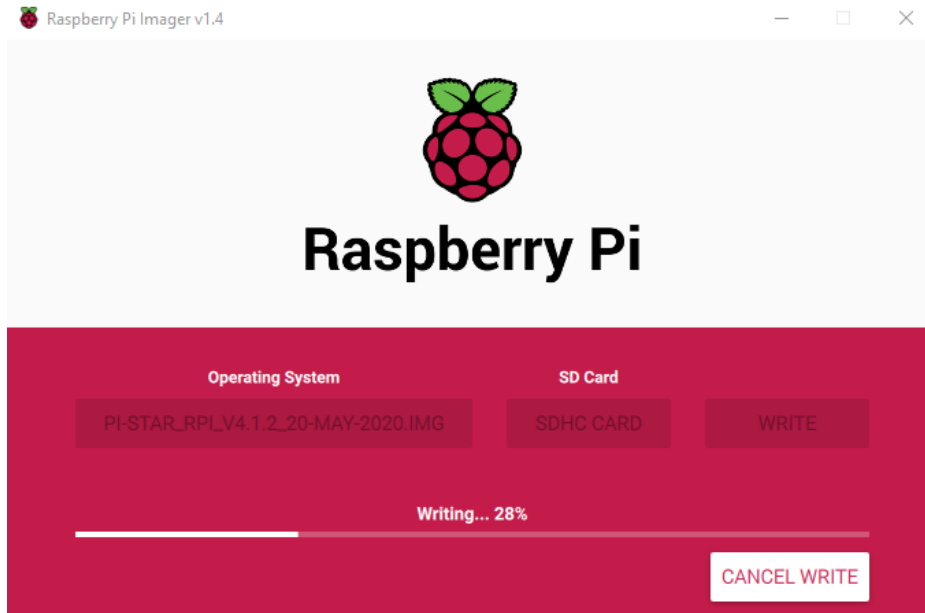 Raspberry Pi Imager v1.4
Raspberry Pi
Operating System
SD Card
PI-STAR_RPI_V4.1.2_20-MAY-2020.IMG
SDHC CARD
WRITE
Writing... 28%
CANCEL WRITE